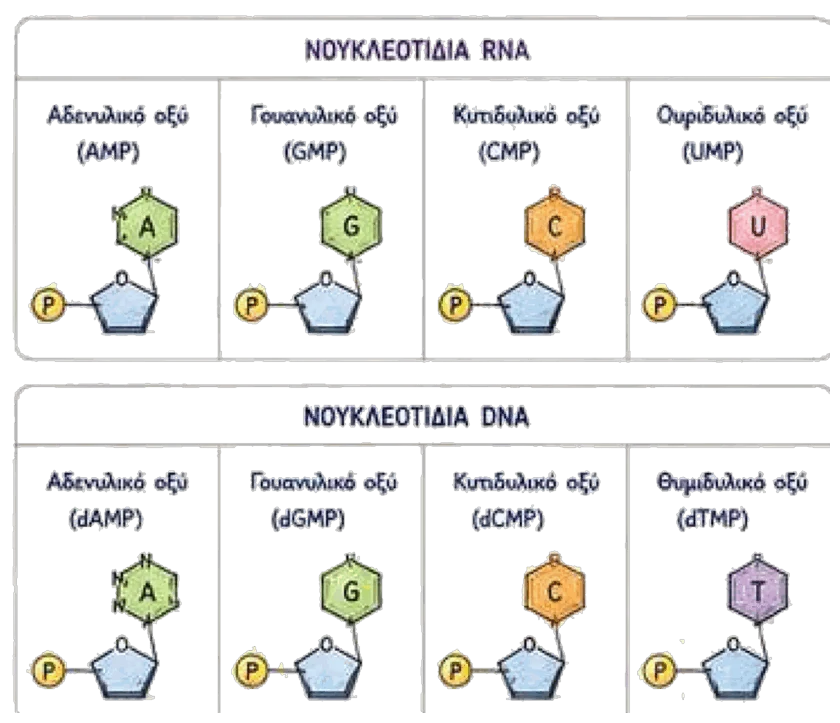 ΝΟΥΚΛΕΟΤΙΔΙΑ RNA
Αδενυλικό οξύ Γουανυλικό οξύ Κυτιδυλικό οξύ Ουριδυλικό οξύ
(AMP) (GMP) (CMP) (UMP)
A G C U
O O O O
P P P P
ΝΟΥΚΛΕΟΤΙΔΙΑ DNA
Αδενυλικό οξύ Γουανυλικό οξύ Κυτιδυλικό οξύ Θυμιδυλικό οξύ
(dAMP) (dGMP) (dCMP) (dTMP)
N
A G C T
O O O O
P P P P